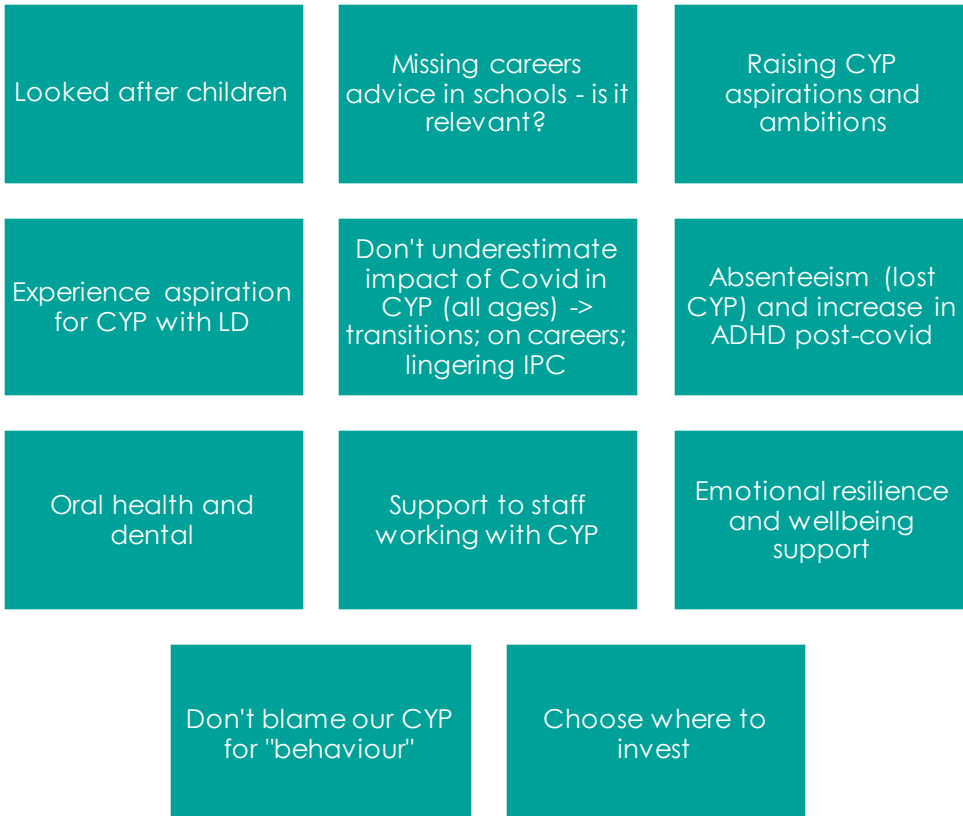 Looked after children
Missing careers
advice in schools - is it
relevant?
Raising CYP
aspirations and
ambitions
Experience aspiration
for CYP with LD
Don't underestimate
impact of Covid in
CYP (all ages) ->
transitions; on careers;
lingering IPC
Absenteeism (lost
CYP) and increase in
ADHD post-covid
Oral health and
dental
Support to staff
working with CYP
Emotional resilience
and wellbeing
support
Don't blame our CYP
for "behaviour"
Choose where to
invest